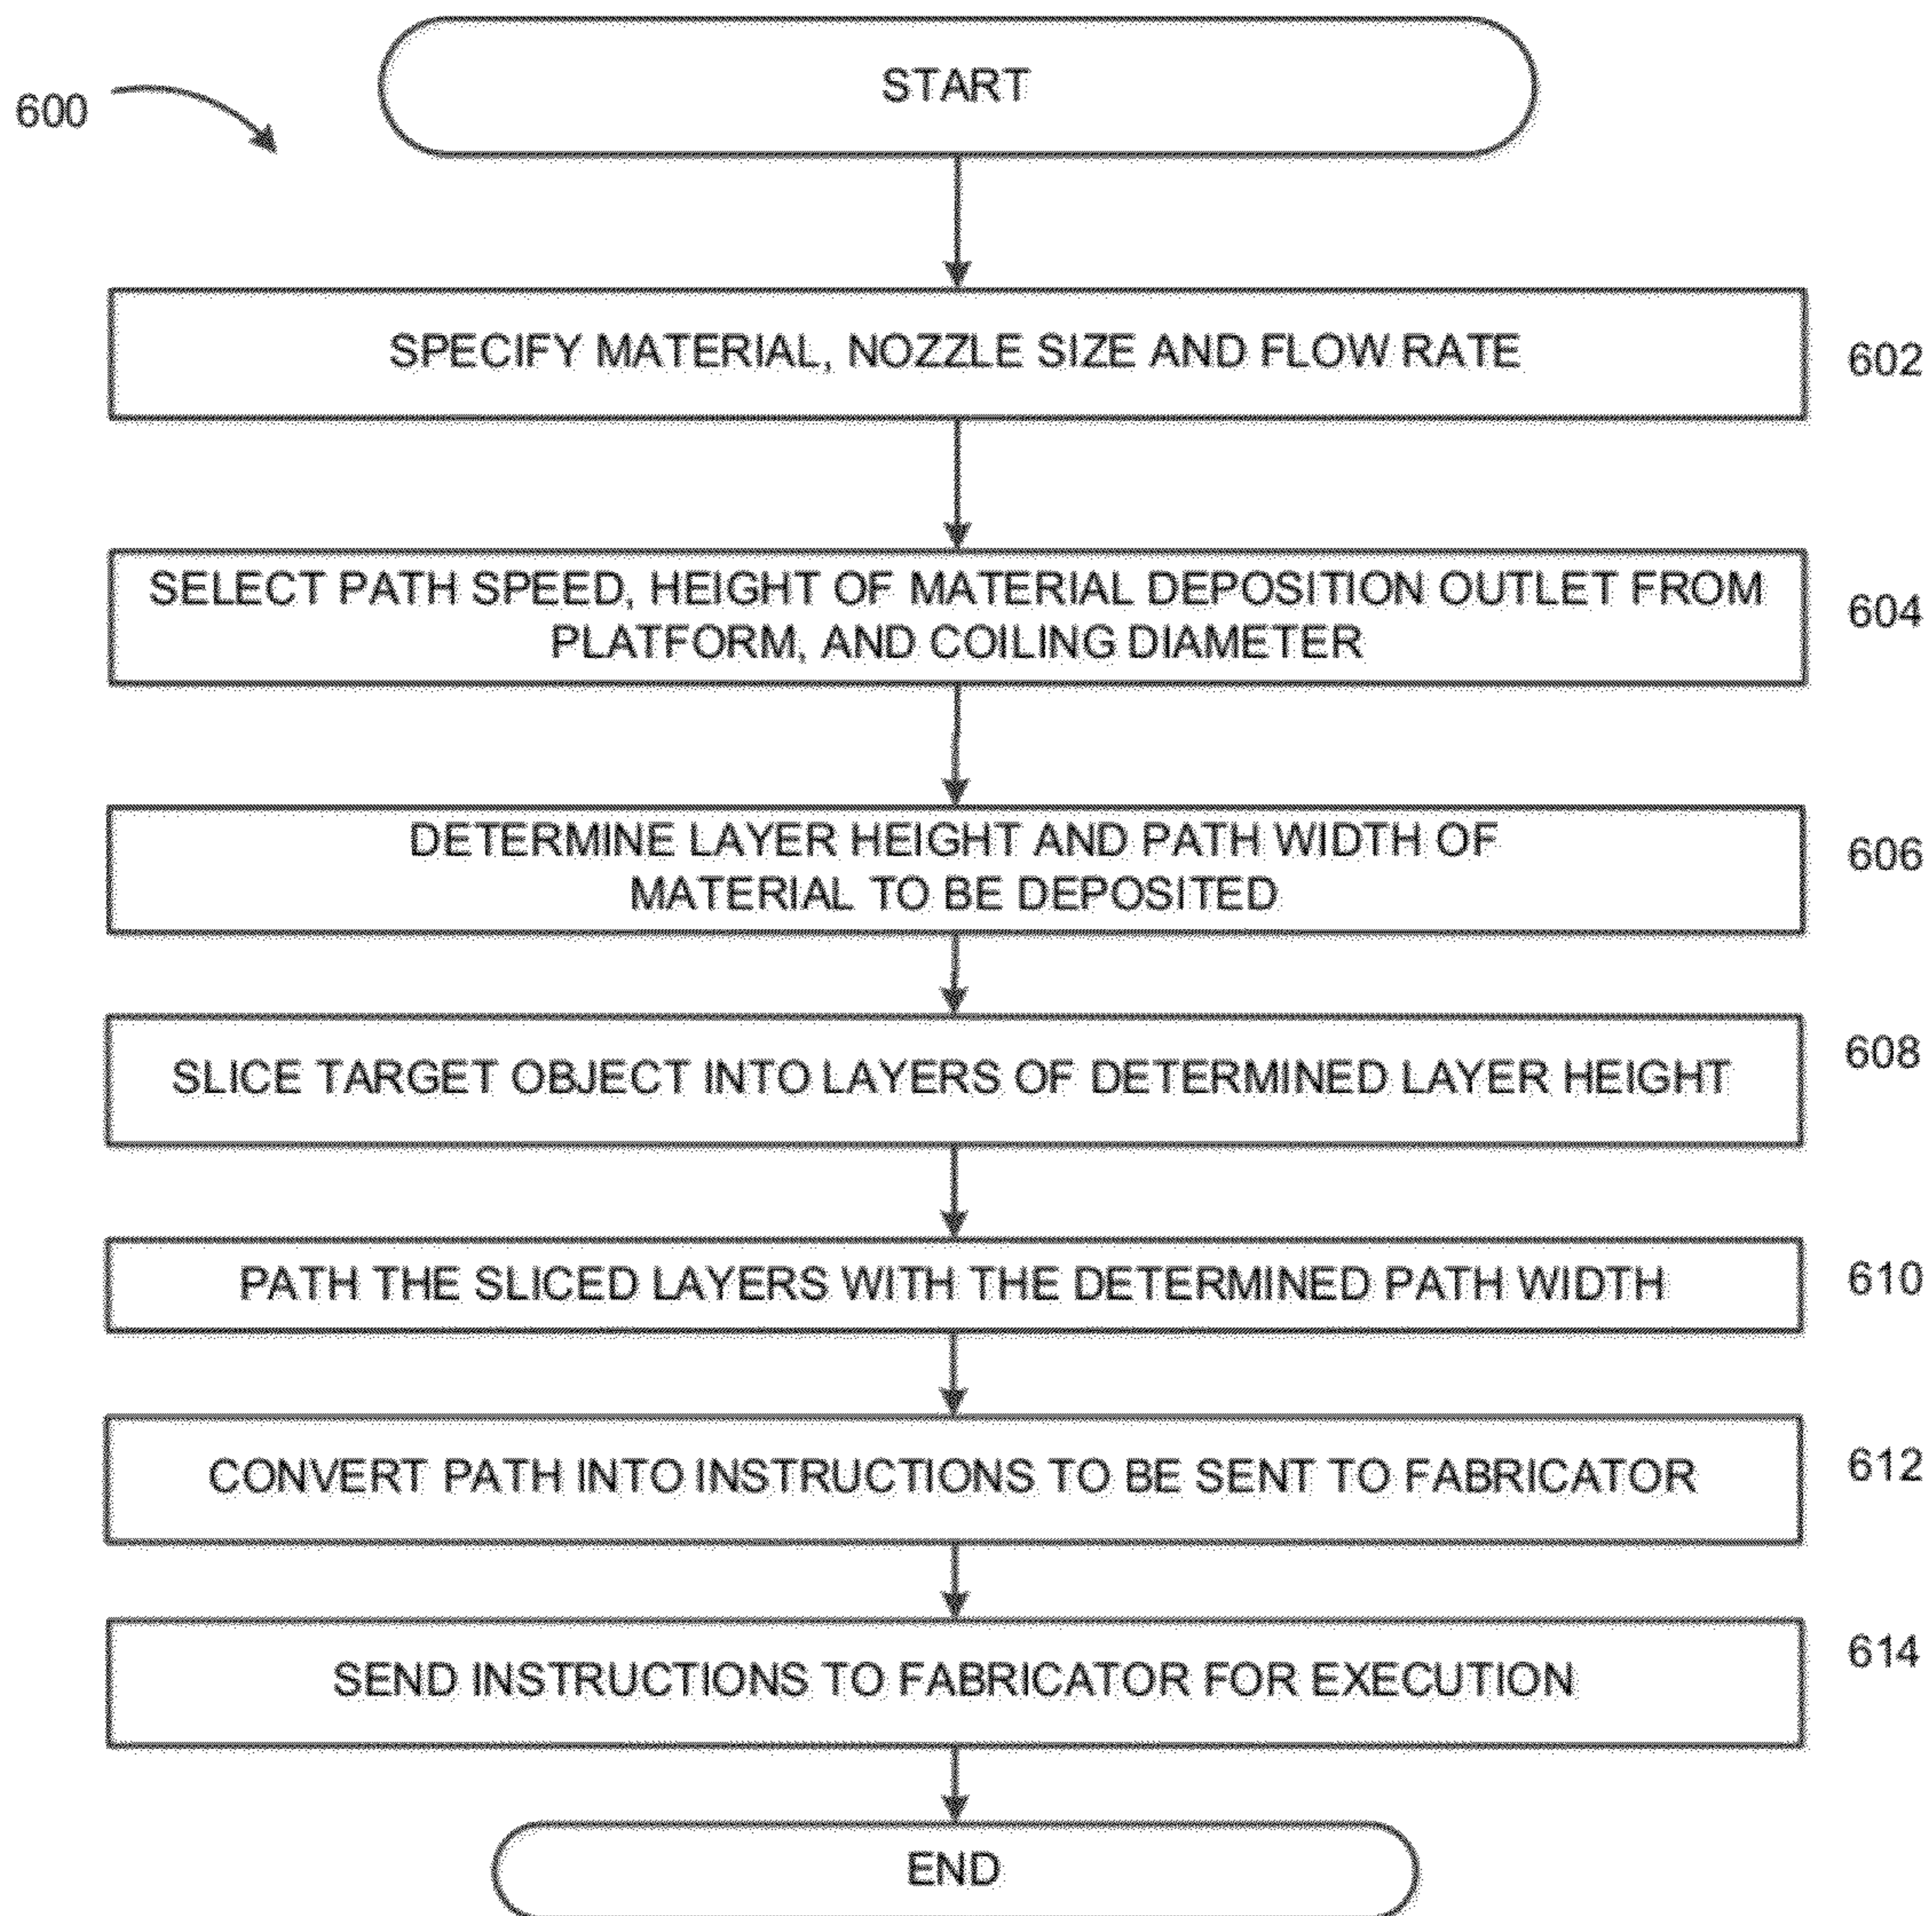 START
600
SPECIFY MATERIAL, NOZZLE SIZE AND FLOW RATE
602
SELECT PATH SPEED, HEIGHT OF MATERIAL DEPOSITION OUTLET FROM
PLATFORM, AND COILING DIAMETER
604
DETERMINE LAYER HEIGHT AND PATH WIDTH OF
MATERIAL TO BE DEPOSITED
606
SLICE TARGET OBJECT INTO LAYERS OF DETERMINED LAYER HEIGHT
608
PATH THE SLICED LAYERS WITH THE DETERMINED PATH WIDTH
610
CONVERT PATH INTO INSTRUCTIONS TO BE SENT TO FABRICATOR
612
SEND INSTRUCTIONS TO FABRICATOR FOR EXECUTION
614
END